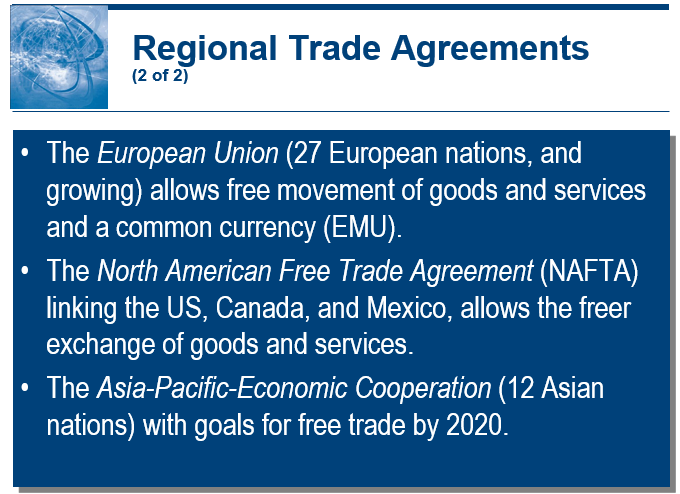 Regional Trade Agreements
(2 of 2)
• The European Union (27 European nations, and
growing) allows free movement of goods and services
and a common currency (EMU).
• The North American Free Trade Agreement (NAFTA)
linking the US, Canada, and Mexico, allows the freer
exchange of goods and services.
• The Asia-Pacific-Economic Cooperation (12 Asian
nations) with goals for free trade by 2020.